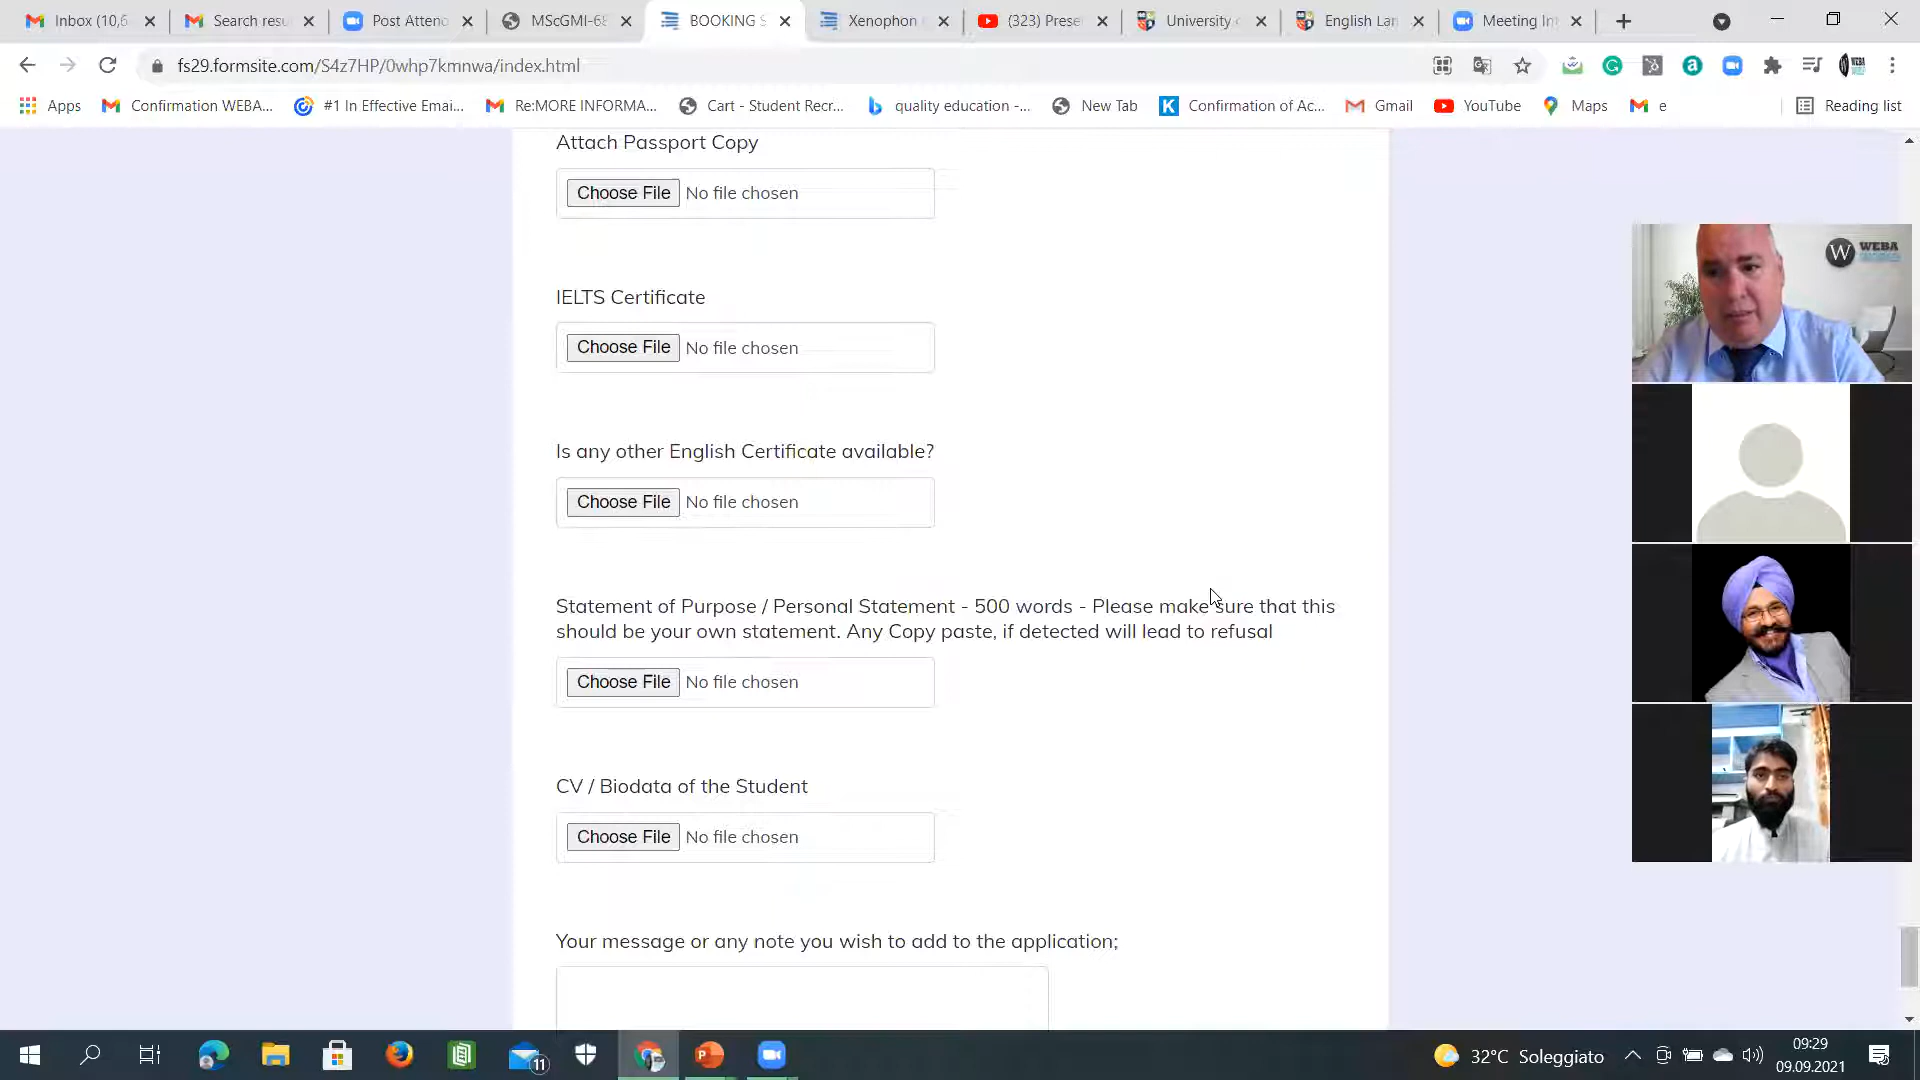 Inbox (10,6
Search resu
Post Attend
MScGMI-68
BOOKING S
Xenophon
(323) Prese
University o
English Lan
Meeting In
fs29.formsite.com/S4z7HP/0whp7kmnwa/index.html
Apps
Confirmation WEBA...
#1 In Effective Emai...
Re:MORE INFORMA...
Cart - Student Recr...
quality education -...
New Tab
Confirmation of Ac...
Gmail
YouTube
Maps
e
Reading list
Attach Passport Copy
Choose File No file chosen
IELTS Certificate
Choose File No file chosen
Is any other English Certificate available?
Choose File No file chosen
Statement of Purpose / Personal Statement - 500 words - Please make sure that this
should be your own statement. Any Copy paste, if detected will lead to refusal
Choose File No file chosen
CV / Biodata of the Student
Choose File No file chosen
Your message or any note you wish to add to the application;
W WEBA
11
32°C Soleggiato
09:29
09.09.2021